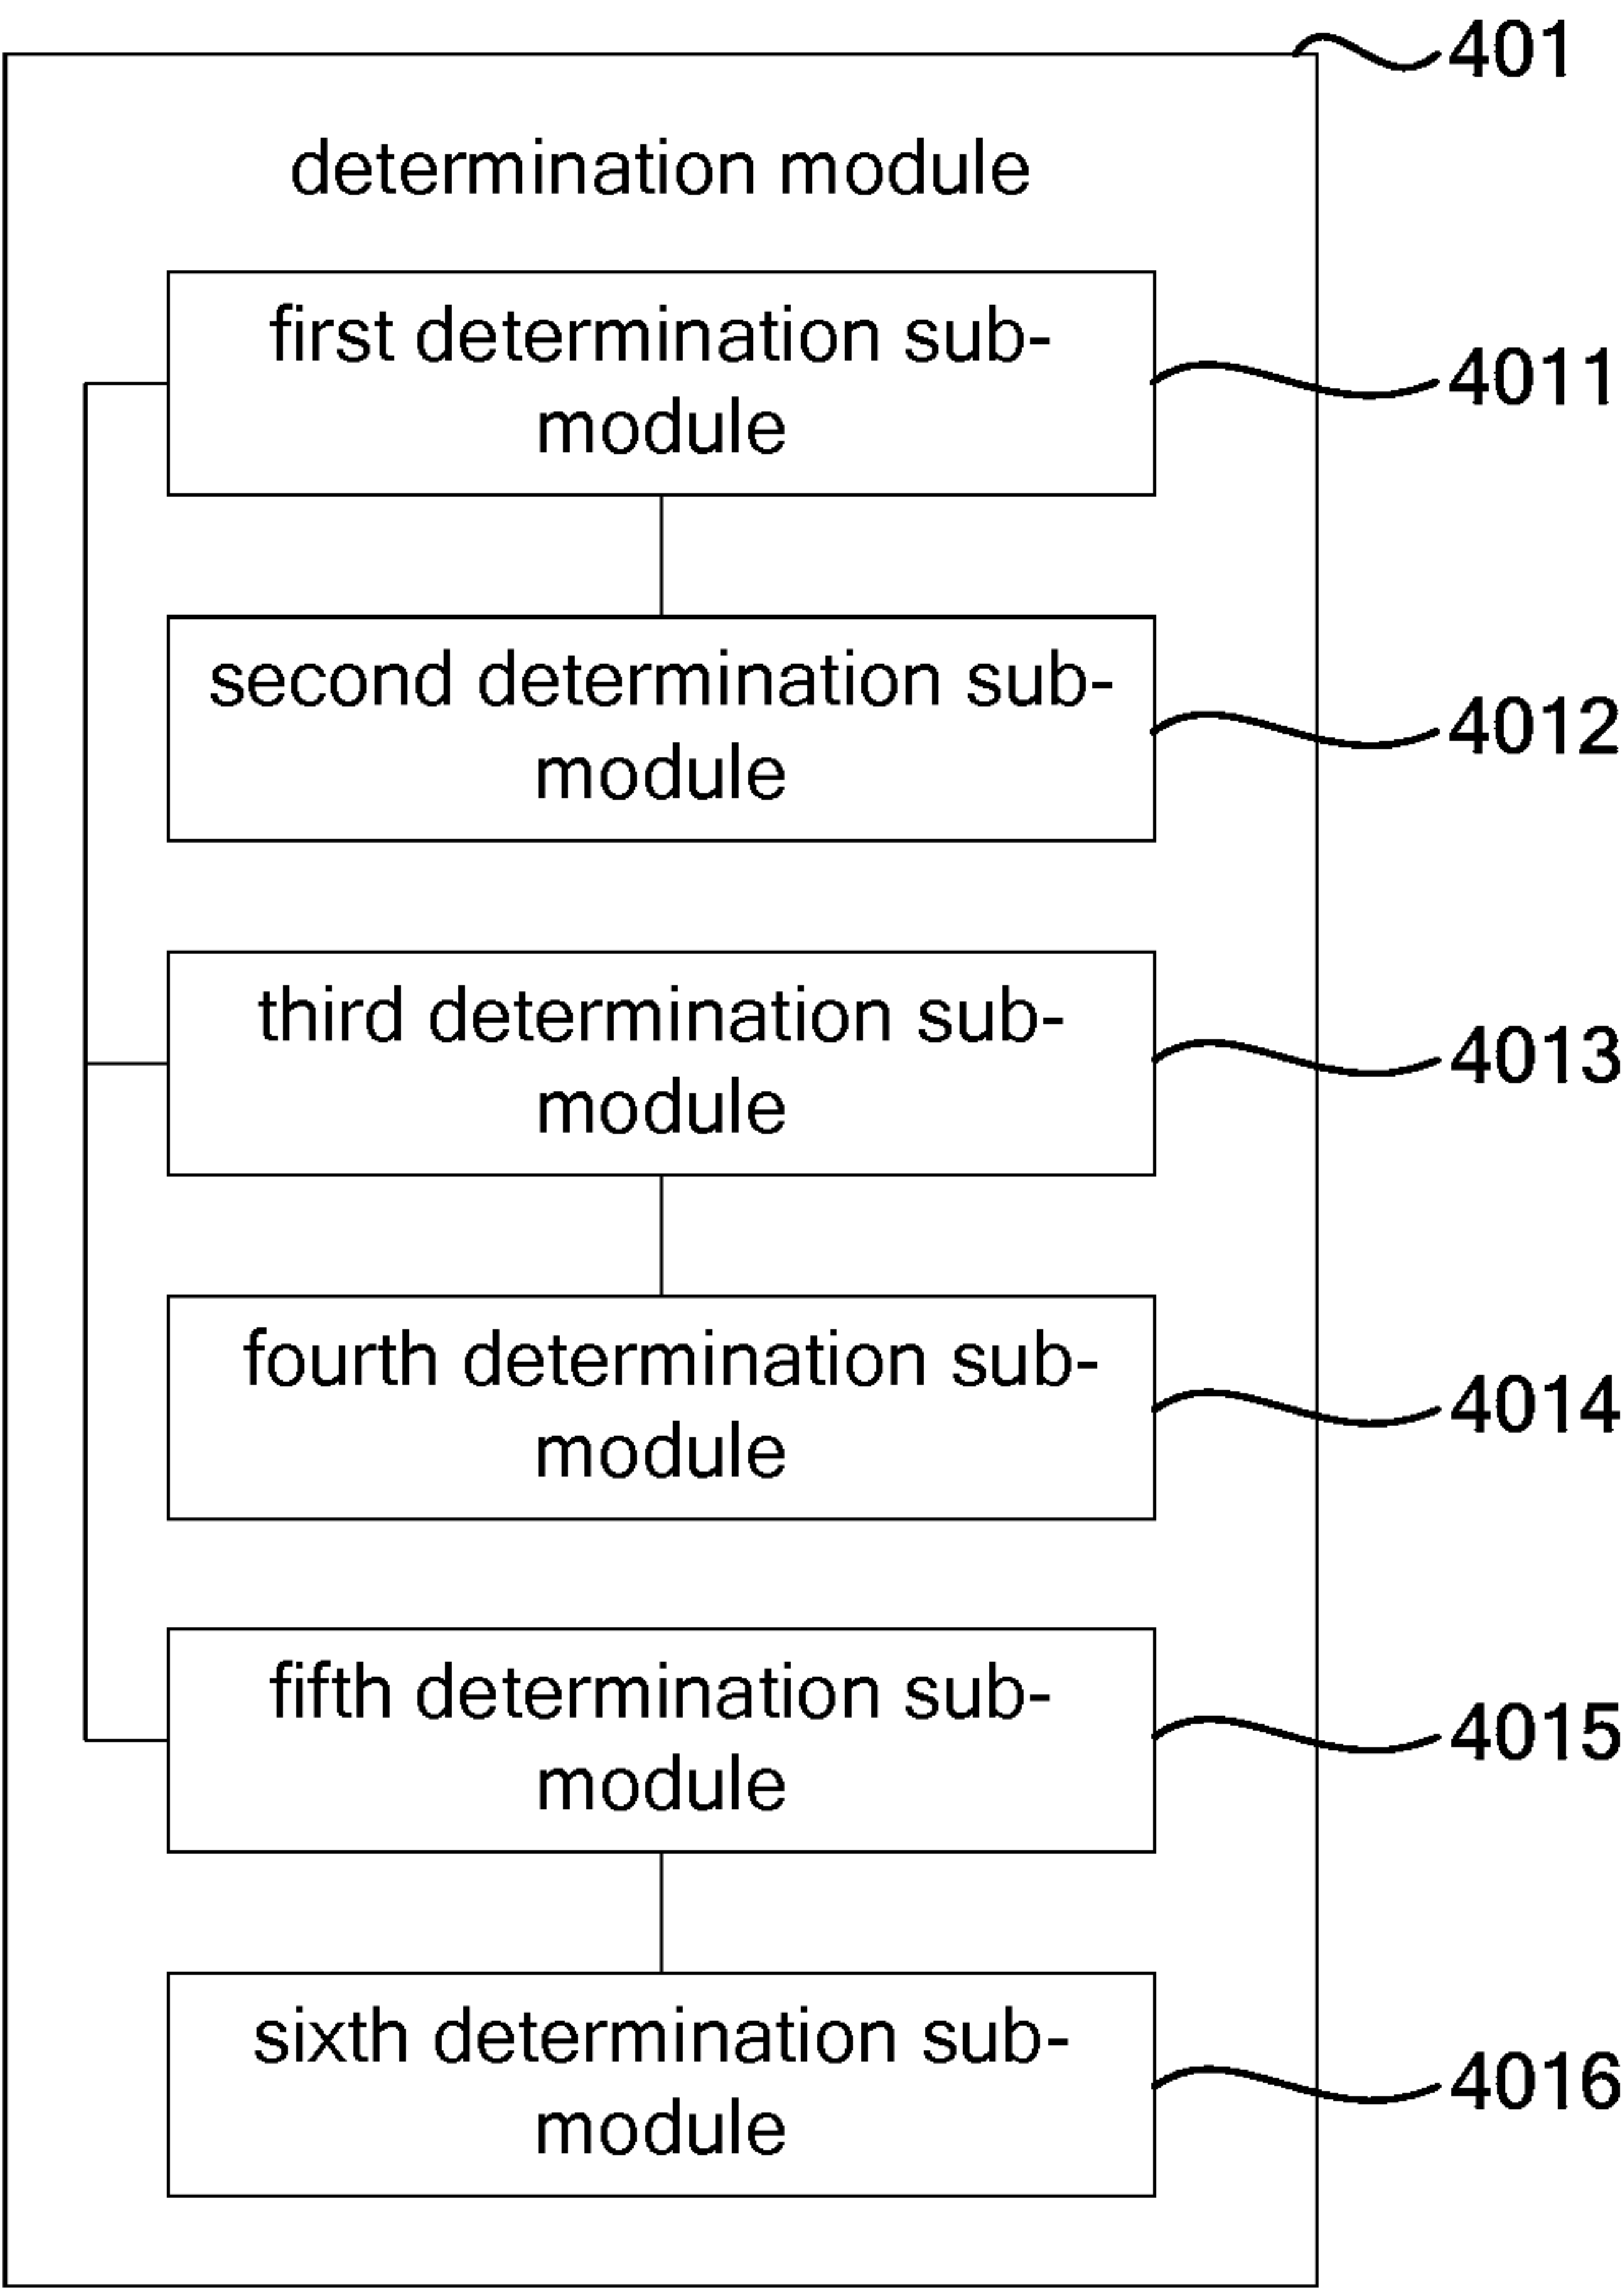 401
determination module
first determination sub-
module
4011
second determination sub-
module
4012
third determination sub-
module
4013
fourth determination sub-
module
4014
fifth determination sub-
module
4015
sixth determination sub-
module
4016